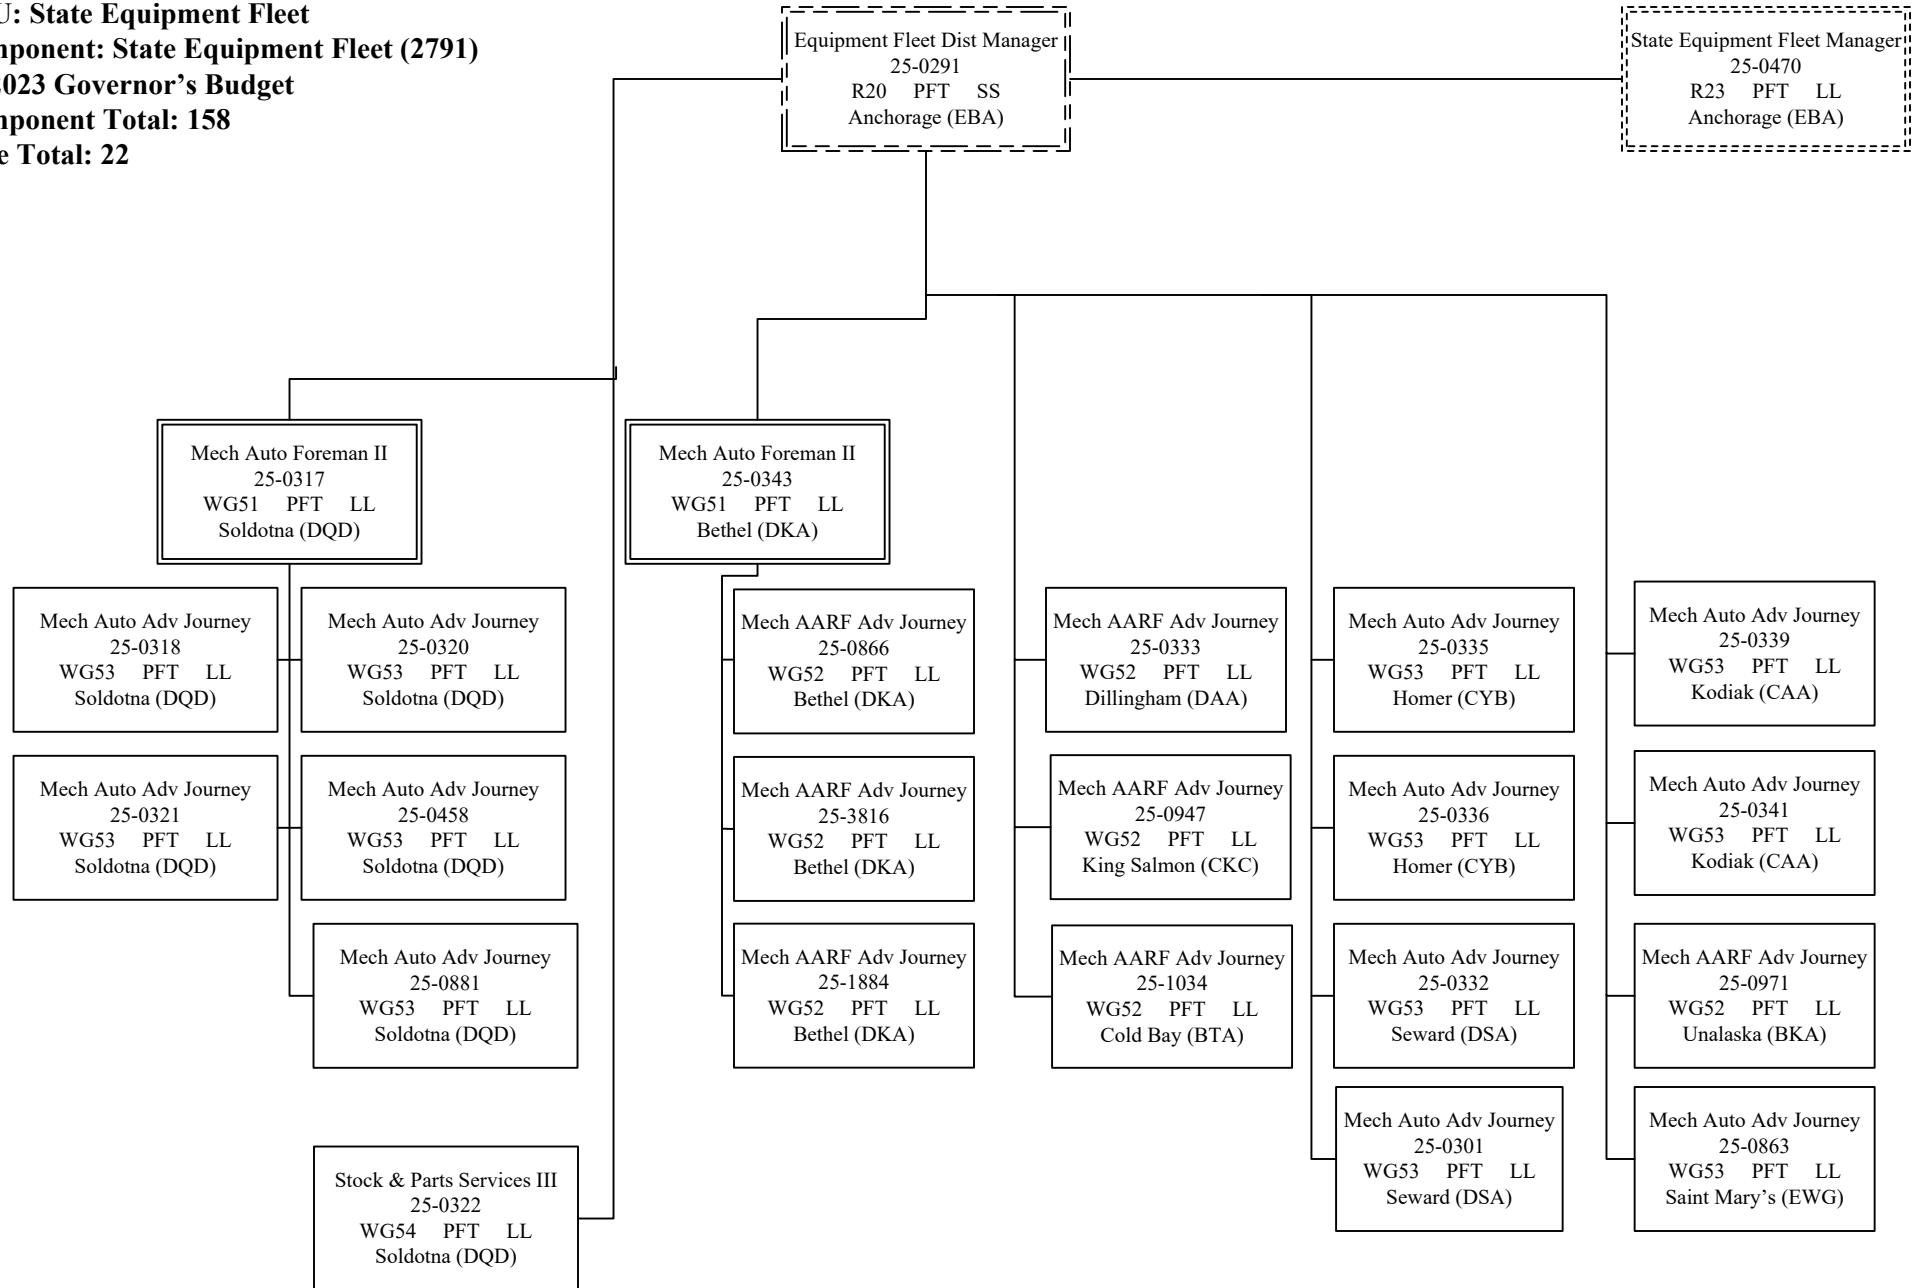 : State Equipment Fleet
State Equipment Fleet (2791)
Governor’s Budget
Total: 158
Total: 22
Equipment Fleet Dist Manager
25-0291
R20 PFT SS
Anchorage (EBA)
State Equipment Fleet Manager
25-0470
R23 PFT LL
Anchorage (EBA)
Mech Auto Foreman II
25-0317
WG51 PFT LL
Soldotna (DQD)
Mech Auto Foreman II
25-0343
WG51 PFT LL
Bethel (DKA)
Mech Auto Adv Journey
25-0318
WG53 PFT LL
Soldotna (DQD)
Mech Auto Adv Journey
25-0320
WG53 PFT LL
Soldotna (DQD)
Mech AARF Adv Journey
25-0866
WG52 PFT LL
Bethel (DKA)
Mech AARF Adv Journey
25-0333
WG52 PFT LL
Dillingham (DAA)
Mech Auto Adv Journey
25-0335
WG53 PFT LL
Homer (CYB)
Mech Auto Adv Journey
25-0339
WG53 PFT LL
Kodiak (CAA)
Mech Auto Adv Journey
25-0321
WG53 PFT LL
Soldotna (DQD)
Mech Auto Adv Journey
25-0458
WG53 PFT LL
Soldotna (DQD)
Mech AARF Adv Journey
25-3816
WG52 PFT LL
Bethel (DKA)
Mech AARF Adv Journey
25-0947
WG52 PFT LL
King Salmon (CKC)
Mech Auto Adv Journey
25-0336
WG53 PFT LL
Homer (CYB)
Mech Auto Adv Journey
25-0341
WG53 PFT LL
Kodiak (CAA)
Mech Auto Adv Journey
25-0881
WG53 PFT LL
Soldotna (DQD)
Mech AARF Adv Journey
25-1884
WG52 PFT LL
Bethel (DKA)
Mech AARF Adv Journey
25-1034
WG52 PFT LL
Cold Bay (BTA)
Mech Auto Adv Journey
25-0332
WG53 PFT LL
Seward (DSA)
Mech AARF Adv Journey
25-0971
WG52 PFT LL
Unalaska (BKA)
Mech Auto Adv Journey
25-0301
WG53 PFT LL
Seward (DSA)
Mech Auto Adv Journey
25-0863
WG53 PFT LL
Saint Mary’s (EWG)
Stock & Parts Services III
25-0322
WG54 PFT LL
Soldotna (DQD)